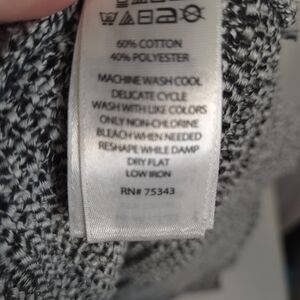 60% COTTON
40% POLYESTER
MACHINE WASH COOL
DELICATE CYCLE
WASH WITH LIKE COLORS
ONLY NON-CHLORINE
BLEACH WHEN NEEDED
RESHAPE WHILE DAMP
DRY FLAT
LOW IRON
RN# 75343